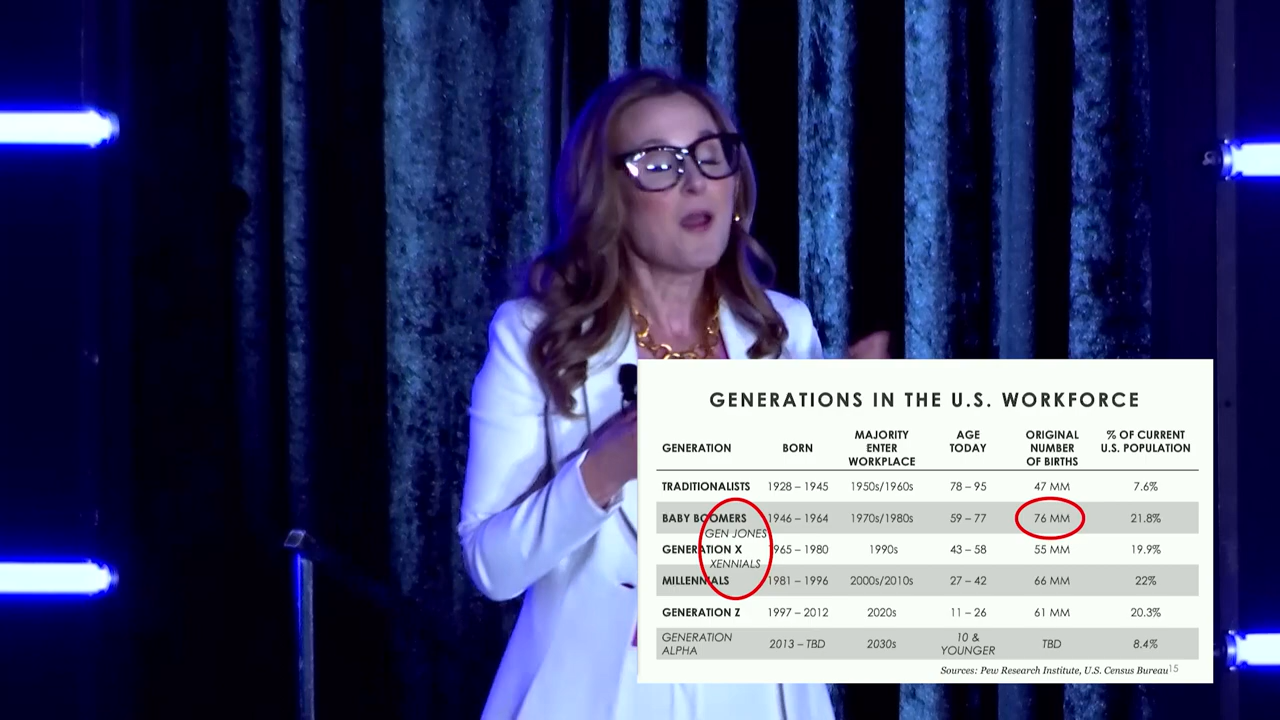 GENERATIONS IN THE U.S. WORKFORCE
GENERATION BORN MAJORITY ENTER WORKPLACE AGE TODAY ORIGINAL NUMBER OF BIRTHS % OF CURRENT U.S. POPULATION
TRADITIONALISTS 1928 – 1945 1950s/1960s 78 – 95 47 MM 7.6%
BABY BOOMERS 1946 – 1964 1970s/1980s 59 – 77 76 MM 21.8%
GEN JONES
GENERATION X 1965 – 1980 1990s 43 – 58 55 MM 19.9%
XENNIALS
MILLENNIALS 1981 – 1996 2000s/2010s 27 – 42 66 MM 22%
GENERATION Z 1997 – 2012 2020s 11 – 26 61 MM 20.3%
GENERATION ALPHA 2013 – TBD 2030s 10 & YOUNGER TBD 8.4%
Sources: Pew Research Institute, U.S. Census Bureau 15